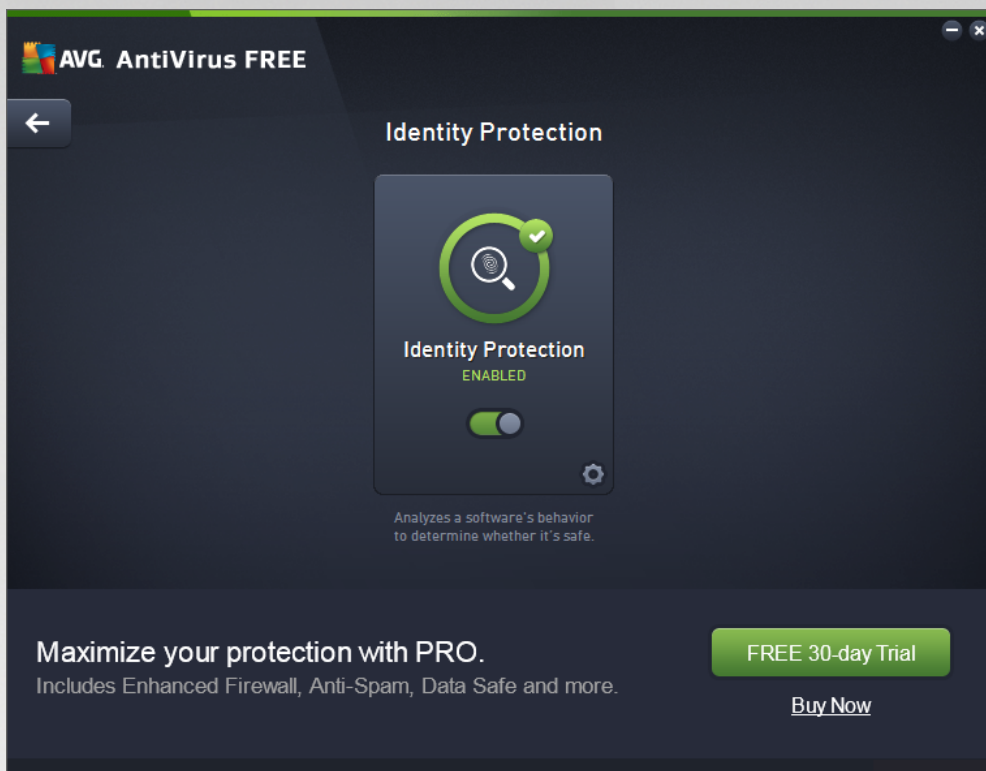 AVG. AntiVirus FREE
Identity Protection
Identity Protection
ENABLED
Analyzes a software's behavior
to determine whether it's safe.
Maximize your protection with PRO.
Includes Enhanced Firewall, Anti-Spam, Data Safe and more.
FREE 30-day Trial
Buy Now